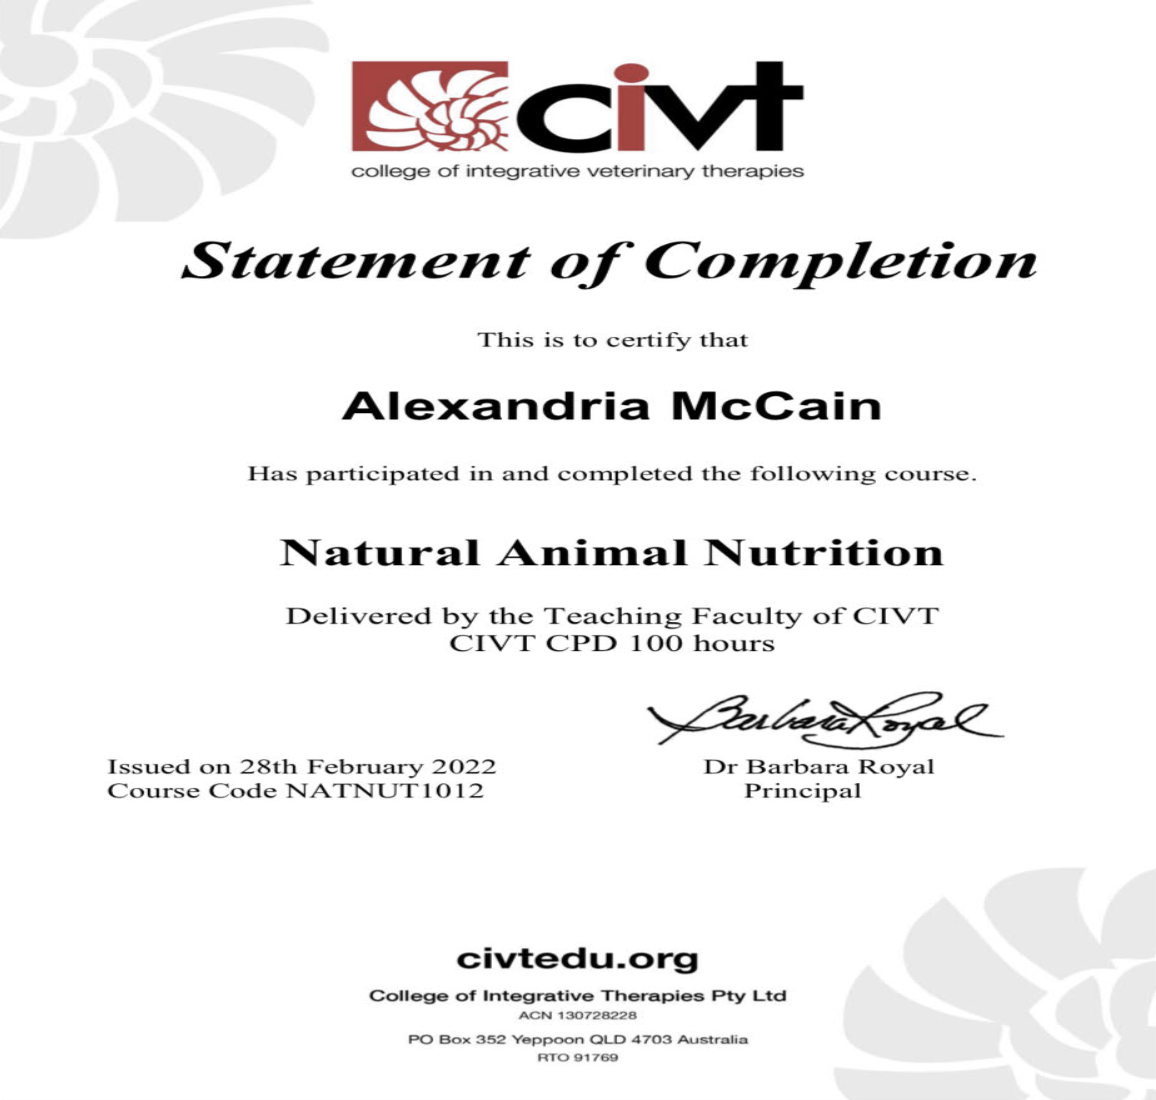 civt
college of integrative veterinary therapies
Statement of Completion
This is to certify that
Alexandria McCain
Has participated in and completed the following course.
Natural Animal Nutrition
Delivered by the Teaching Faculty of CIVT
CIVT CPD 100 hours
Barbara Royal
Issued on 28th February 2022
Dr Barbara Royal
Course Code NATNUT1012
Principal
civtedu.org
College of Integrative Therapies Pty Ltd
ACN 130728228
PO Box 352 Yeppoon QLD 4703 Australia
RTO 91769